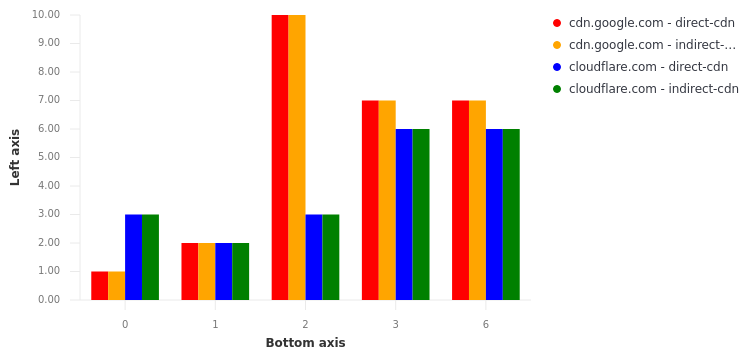 10.00
9.00
8.00
7.00
6.00
5.00
4.00
3.00
2.00
1.00
0.00
Left axis
0 1 2 3 6
Bottom axis
cdn.google.com - direct-cdn
cdn.google.com - indirect-...
cloudflare.com - direct-cdn
cloudflare.com - indirect-cdn